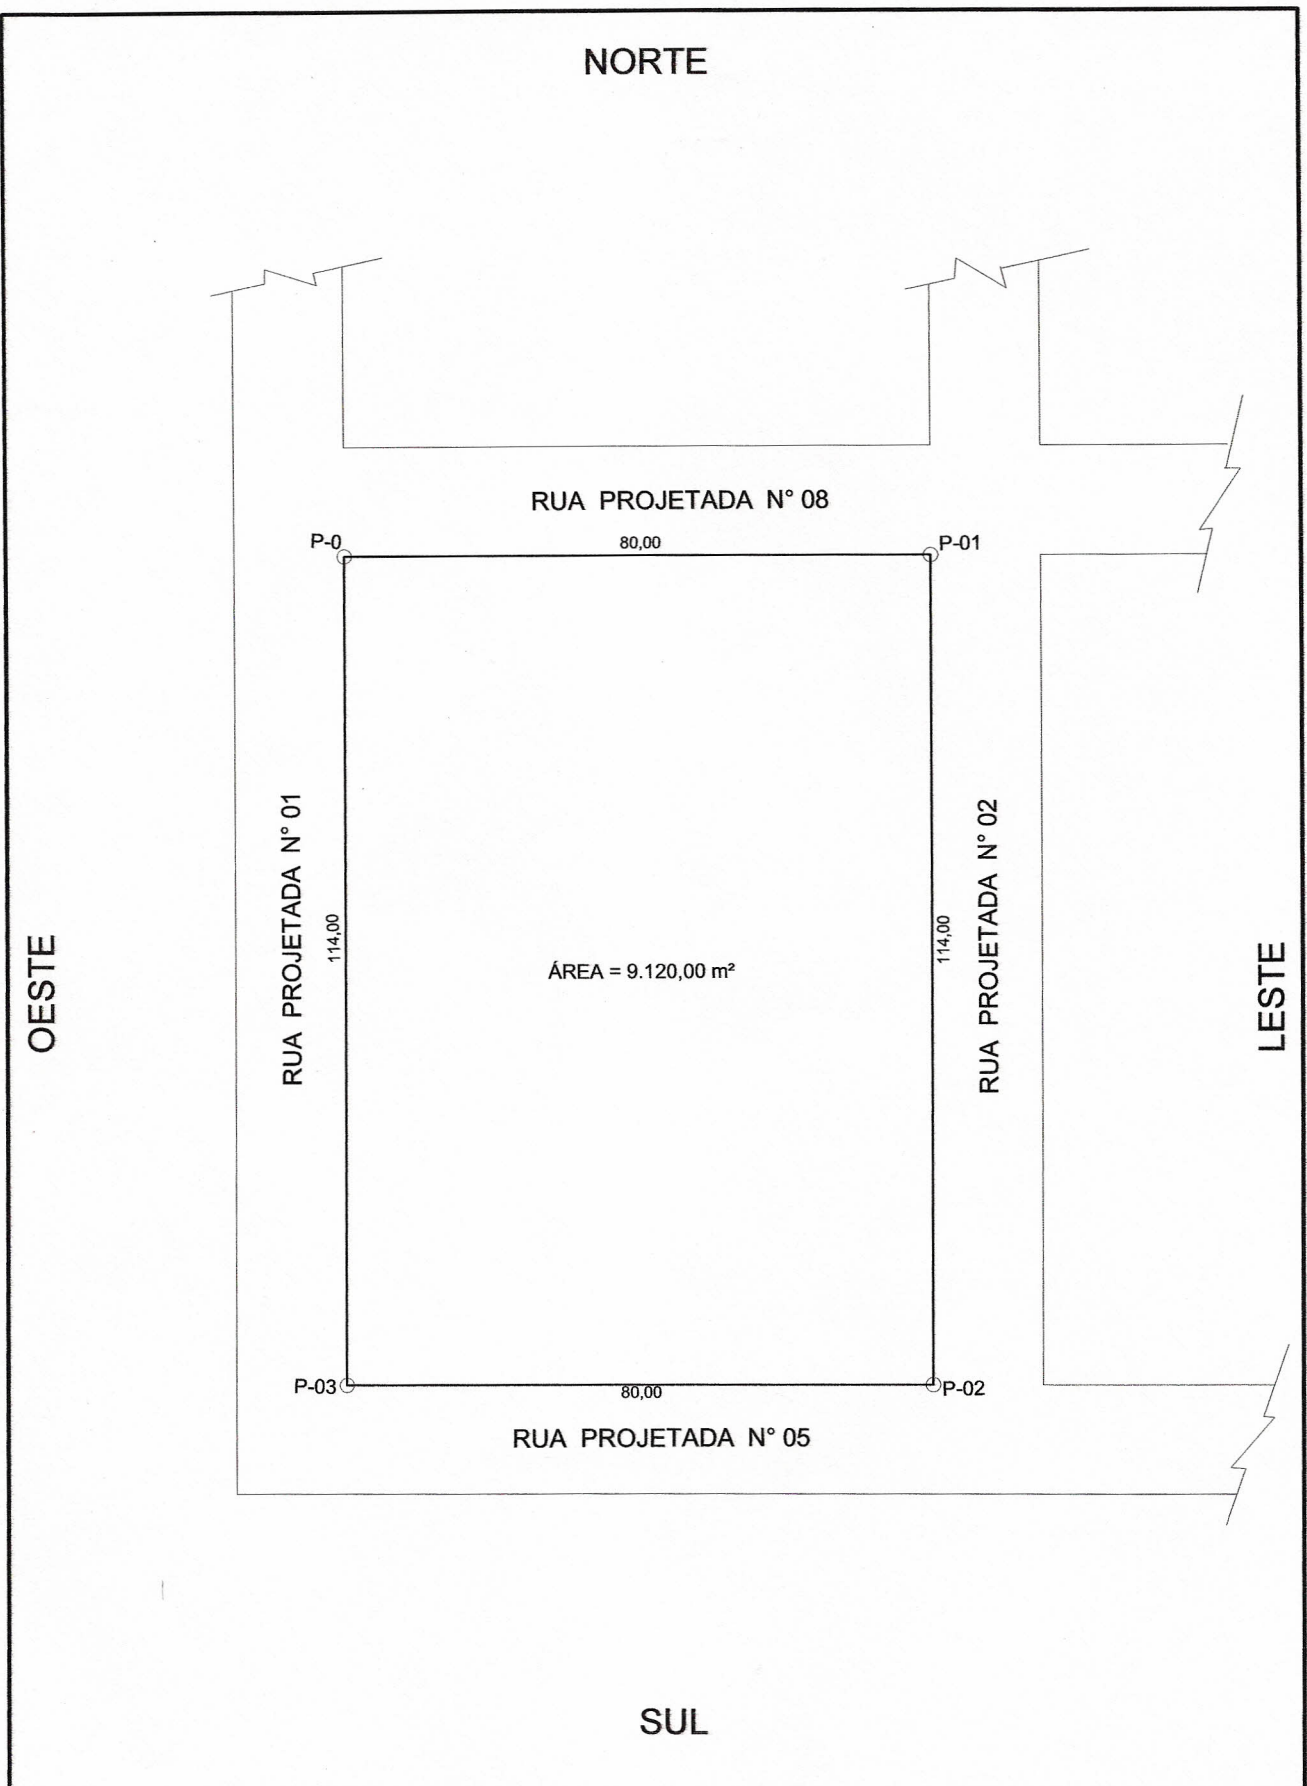 NORTE
RUA PROJETADA N° 08
P-0
80,00
P-01
RUA PROJETADA N° 01
114,00
ÁREA = 9.120,00 m²
114,00
RUA PROJETADA N° 02
OESTE
LESTE
P-03
80,00
P-02
RUA PROJETADA N° 05
SUL